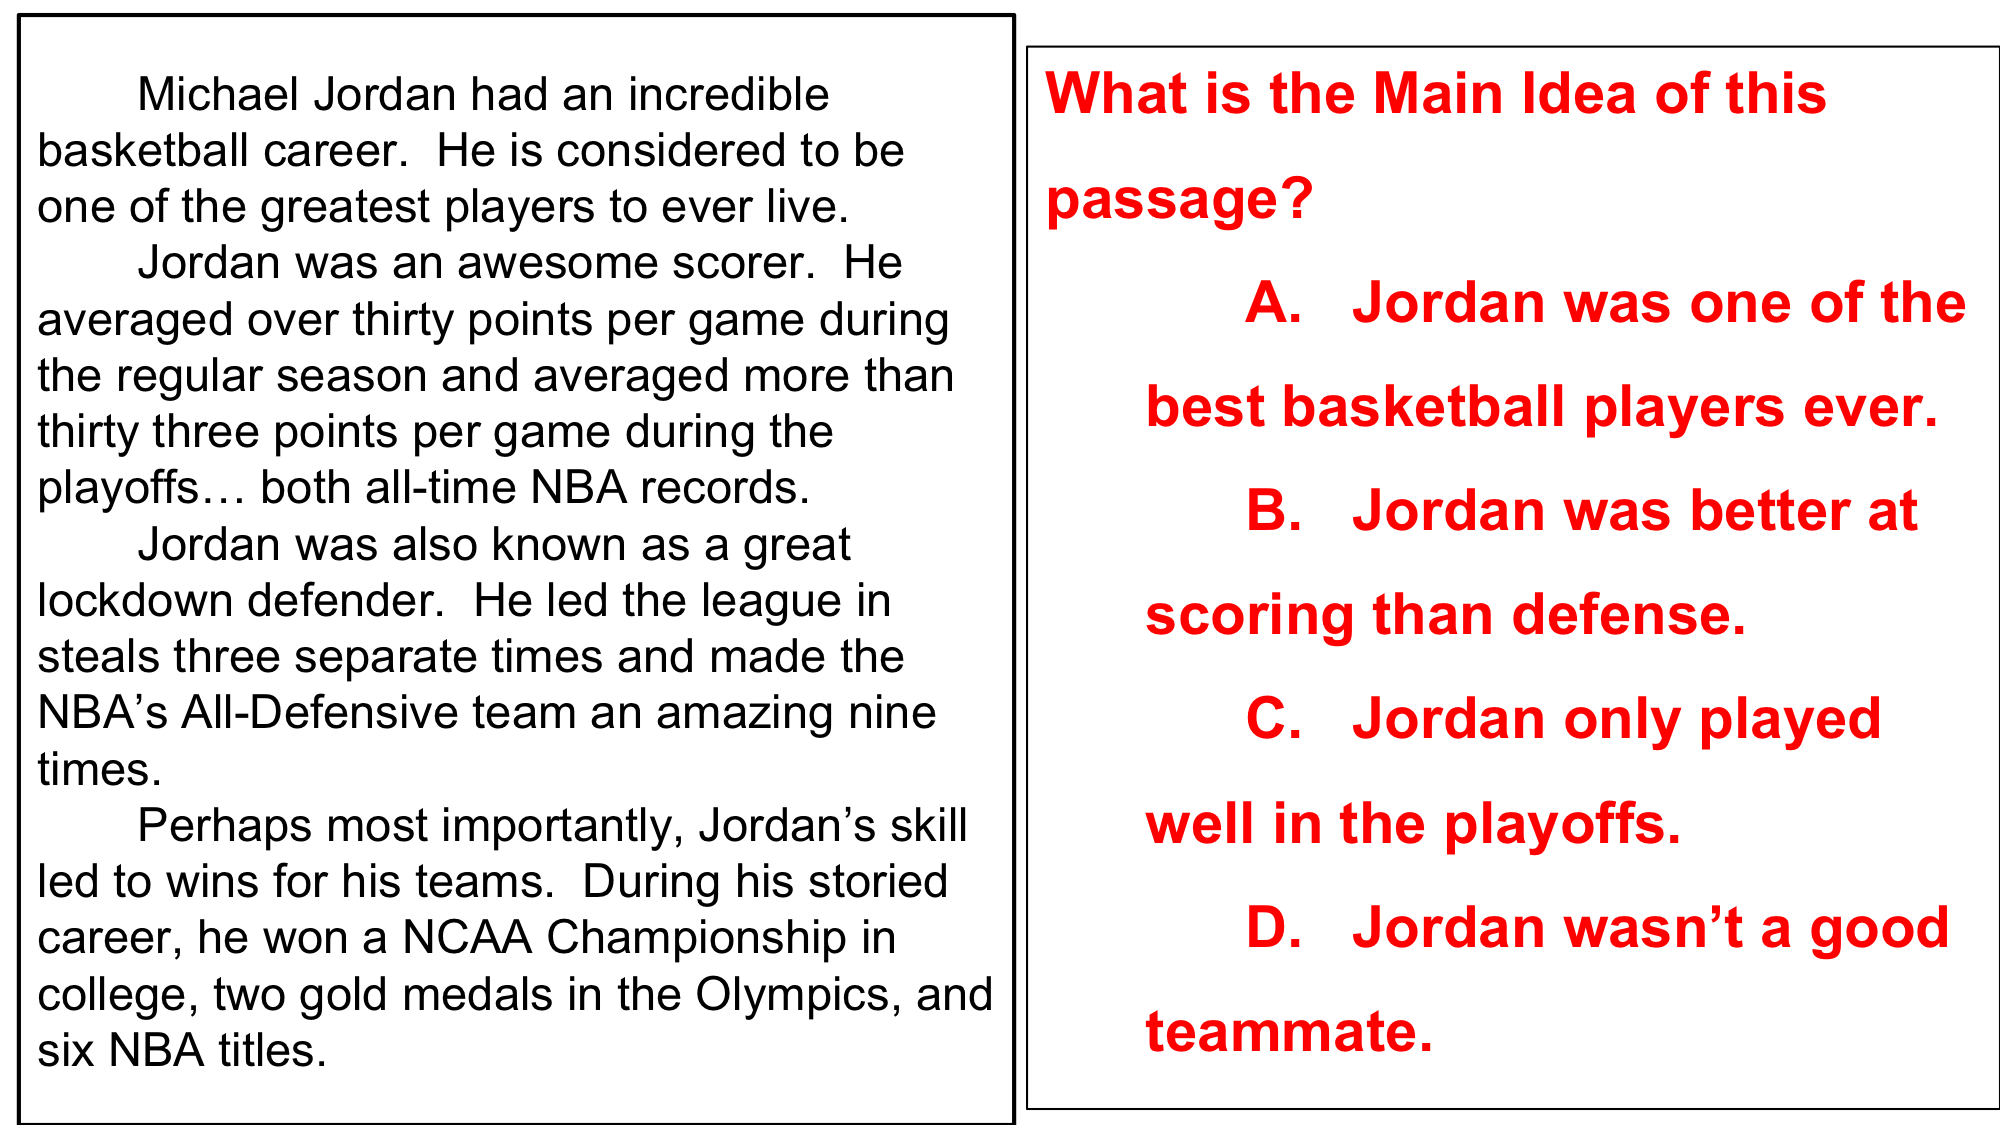 Michael Jordan had an incredible
basketball career.  He is considered to be
one of the greatest players to ever live.
Jordan was an awesome scorer.  He
averaged over thirty points per game during
the regular season and averaged more than
thirty three points per game during the
playoffs… both all-time NBA records.
Jordan was also known as a great
lockdown defender.  He led the league in
steals three separate times and made the
NBA’s All-Defensive team an amazing nine
times.
Perhaps most importantly, Jordan’s skill
led to wins for his teams.  During his storied
career, he won a NCAA Championship in
college, two gold medals in the Olympics, and
six NBA titles.
What is the Main Idea of this
passage?
A.   Jordan was one of the
best basketball players ever.
B.   Jordan was better at
scoring than defense.
C.   Jordan only played
well in the playoffs.
D.   Jordan wasn’t a good
teammate.